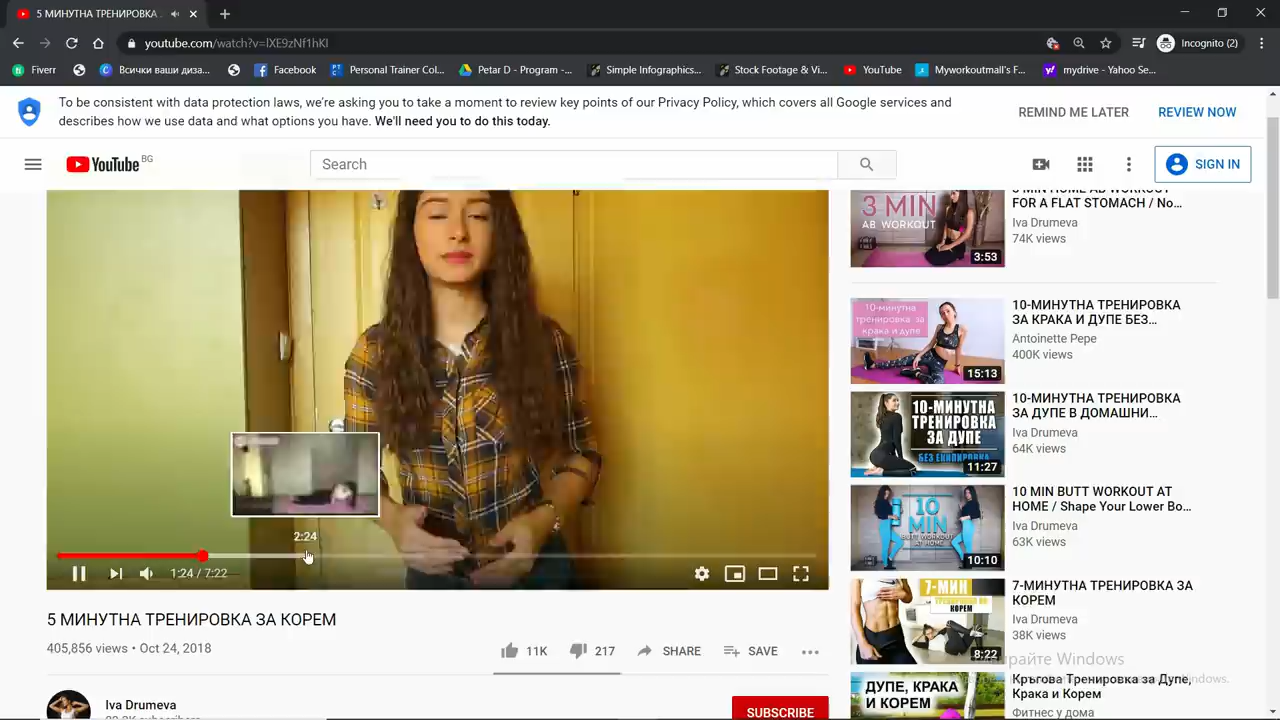 5 МИНУТНА ТРЕНИРОВКА
youtube.com/watch?v=lXE9zNf1hKI
Incognito (2)
Fiverr
Всички ваши диза...
Facebook
Personal Trainer Col...
Petar D - Program -...
Simple Infographics...
Stock Footage & Vi...
YouTube
Myworkoutmall's F...
mydrive - Yahoo Se...
To be consistent with data protection laws, we're asking you to take a moment to review key points of our Privacy Policy, which covers all Google services and
describes how we use data and what options you have. We'll need you to do this today.
REMIND ME LATER
REVIEW NOW
YouTube BG
Search
SIGN IN
2:24
1:24 / 7:22
5 МИНУТНА ТРЕНИРОВКА ЗА КОРЕМ
405,856 views • Oct 24, 2018
11K
217
SHARE
SAVE
Iva Drumeva
SUBSCRIBE
3 MIN
AB WORKOUT
3:53
3 MIN HOME AB WORKOUT
FOR A FLAT STOMACH / No...
Iva Drumeva
74K views
10-минутна
тренировка за
крака и дупе
15:13
10-МИНУТНА ТРЕНИРОВКА
ЗА КРАКА И ДУПЕ БЕЗ...
Antoinette Pepe
400K views
10-МИНУТНА
ТРЕНИРОВКА
ЗА ДУПЕ
БЕЗ ЕКИПИРОВКА
11:27
10-МИНУТНА ТРЕНИРОВКА
ЗА ДУПЕ В ДОМАШНИ...
Iva Drumeva
64K views
10
MIN
BUTT WORKOUT
AT HOME
10:10
10 MIN BUTT WORKOUT AT
HOME / Shape Your Lower Bo...
Iva Drumeva
63K views
7-МИН
ТРЕНИРОВКА
КОРЕМ
8:22
7-МИНУТНА ТРЕНИРОВКА ЗА
КОРЕМ
Iva Drumeva
38K views
Windows
ДУПЕ, КРАКА
И КОРЕМ
Кратка Тренировка за Дупе,
Крака и Корем
Фитнес у дома